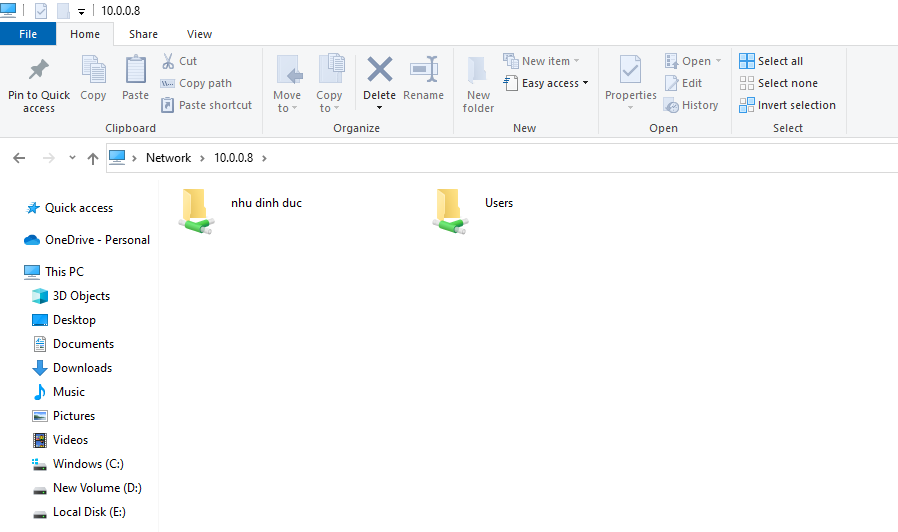 10.0.0.8
File Home Share View
Pin to Quick access
Copy
Paste
Cut
Copy path
Paste shortcut
Clipboard
Move to
Copy to
Delete
Rename
Organize
New folder
New item
Easy access
New
Properties
Open
Edit
History
Open
Select all
Select none
Invert selection
Select
Network > 10.0.0.8 >
Quick access
OneDrive - Personal
This PC
3D Objects
Desktop
Documents
Downloads
Music
Pictures
Videos
Windows (C:)
New Volume (D:)
Local Disk (E:)
nhu dinh duc
Users